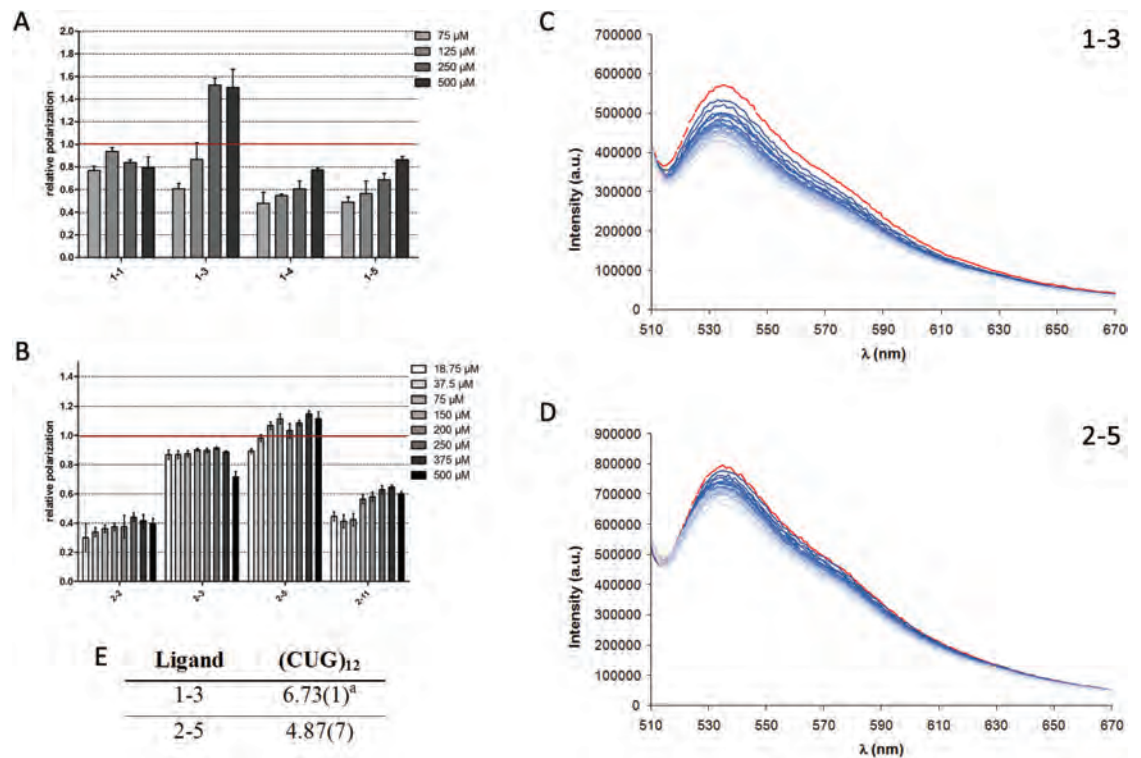 A
2.0
1.8
1.6
1.4
1.2
1.0
0.8
0.6
0.4
0.2
0.0
relative polarization
1-1
1-3
1-4
1-5
75 µM
125 µM
250 µM
500 µM
B
1.4
1.2
1.0
0.8
0.6
0.4
0.2
0.0
relative polarization
2-2
2-3
2-5
2-11
18.75 µM
37.5 µM
75 µM
150 µM
200 µM
250 µM
375 µM
500 µM
E
Ligand (CUG)12
1-3 6.73(1)a
2-5 4.87(7)
C
1-3
700000
600000
500000
400000
300000
200000
100000
0
Intensity (a.u.)
510 530 550 570 590 610 630 650 670
λ (nm)
D
2-5
900000
800000
700000
600000
500000
400000
300000
200000
100000
0
Intensity (a.u.)
510 530 550 570 590 610 630 650 670
λ (nm)